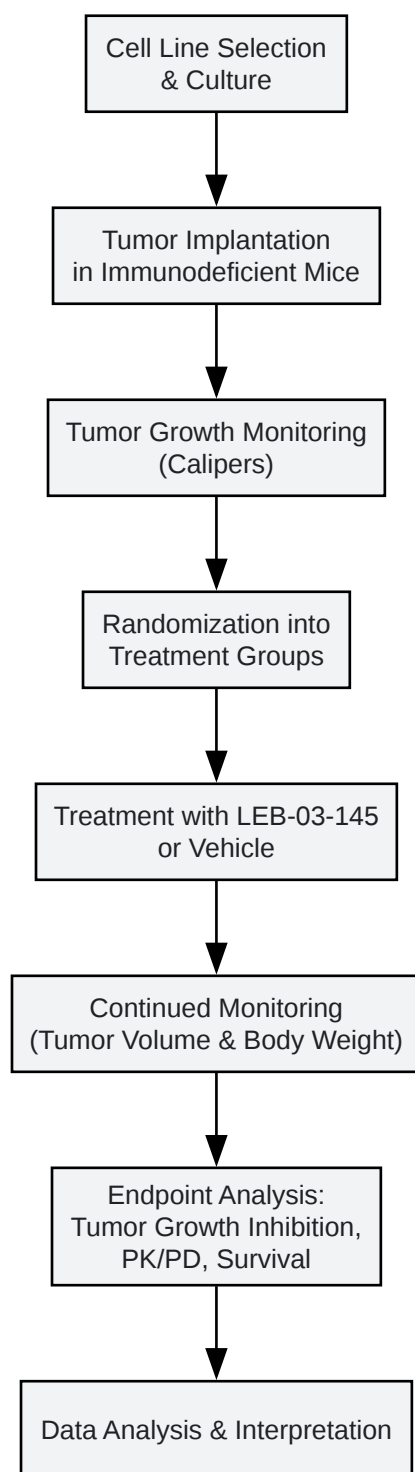 Cell Line Selection
& Culture
Tumor Implantation
in Immunodeficient Mice
Tumor Growth Monitoring
(Calipers)
Randomization into
Treatment Groups
Treatment with LEB-03-145
or Vehicle
Continued Monitoring
(Tumor Volume & Body Weight)
Endpoint Analysis:
Tumor Growth Inhibition,
PK/PD, Survival
Data Analysis & Interpretation